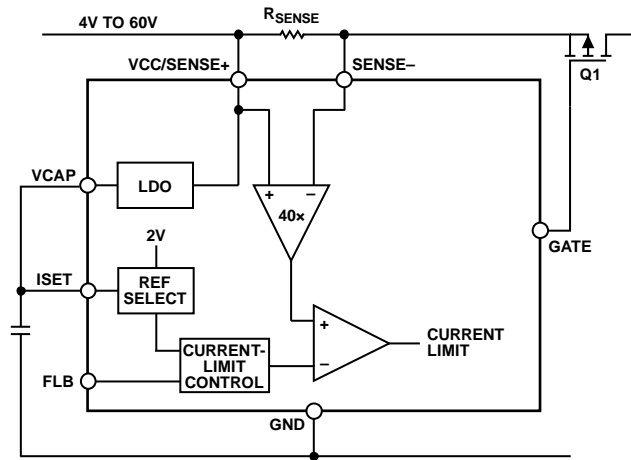 4V TO 60V
RSENSE
VCC/SENSE+
SENSE–
Q1
VCAP
LDO
+
–
40×
GATE
2V
ISET
REF
SELECT
+
–
CURRENT
LIMIT
CURRENT-
LIMIT
CONTROL
FLB
GND